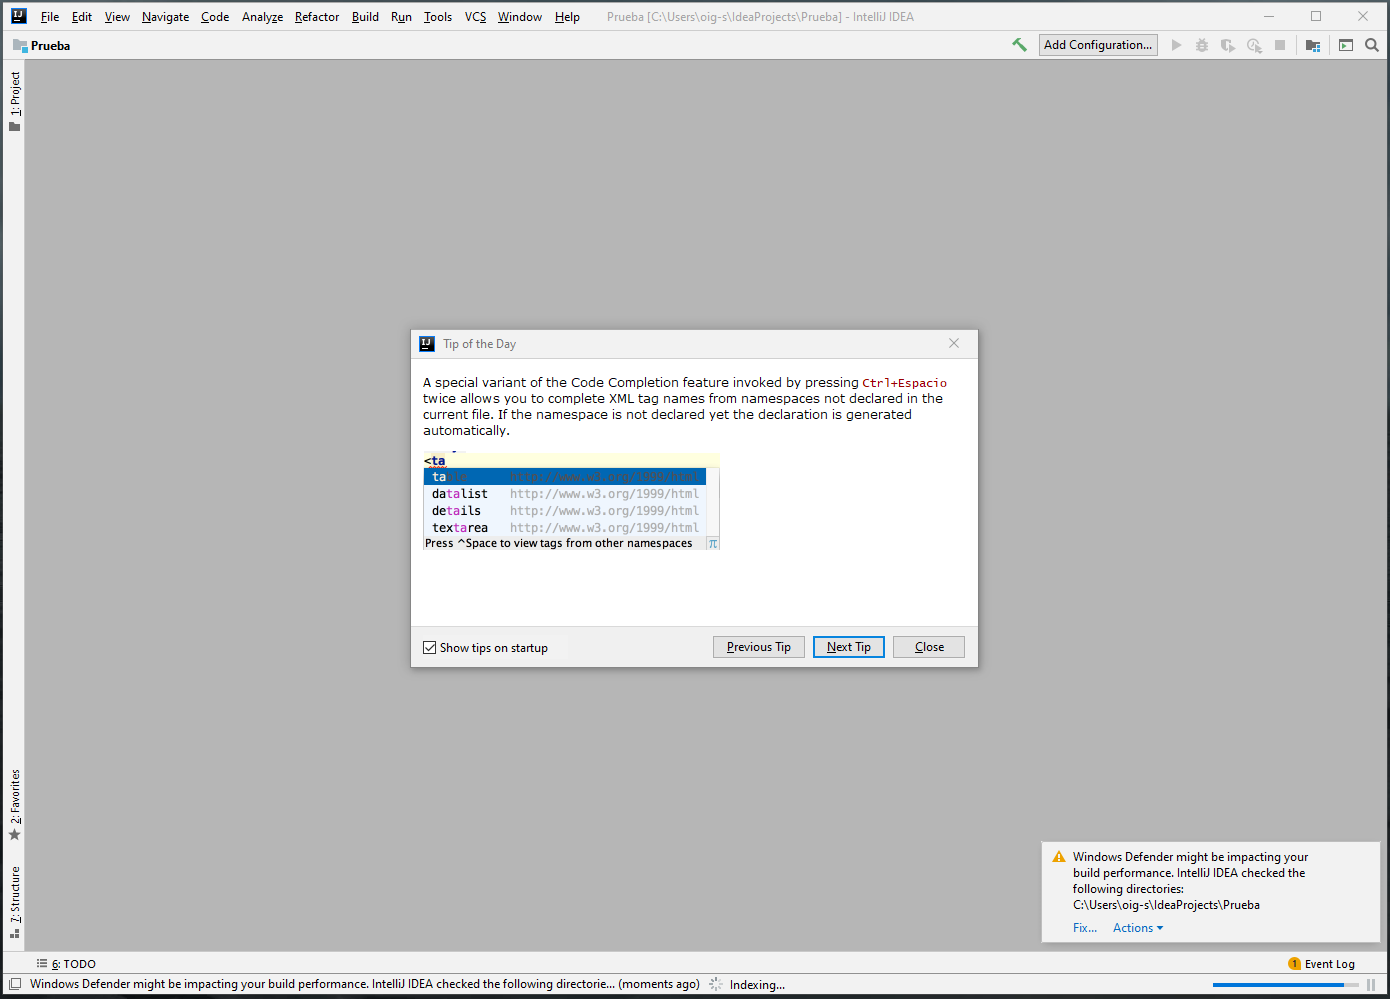 File Edit View Navigate Code Analyze Refactor Build Run Tools VCS Window Help Prueba [C:\Users\oig-s\IdeaProjects\Prueba] - IntelliJ IDEA
Prueba
Add Configuration...
1: Project
Tip of the Day
A special variant of the Code Completion feature invoked by pressing Ctrl+Espacio
twice allows you to complete XML tag names from namespaces not declared in the
current file. If the namespace is not declared yet the declaration is generated
automatically.
<ta
ta http://www.w3.org/1999/html
datalist http://www.w3.org/1999/html
details http://www.w3.org/1999/html
textarea http://www.w3.org/1999/html
Press ^Space to view tags from other namespaces π
Show tips on startup
Previous Tip
Next Tip
Close
2: Favorites
7: Structure
Windows Defender might be impacting your
build performance. IntelliJ IDEA checked the
following directories:
C:\Users\oig-s\IdeaProjects\Prueba
Fix... Actions
6: TODO
1 Event Log
Windows Defender might be impacting your build performance. IntelliJ IDEA checked the following directorie... (moments ago) Indexing...